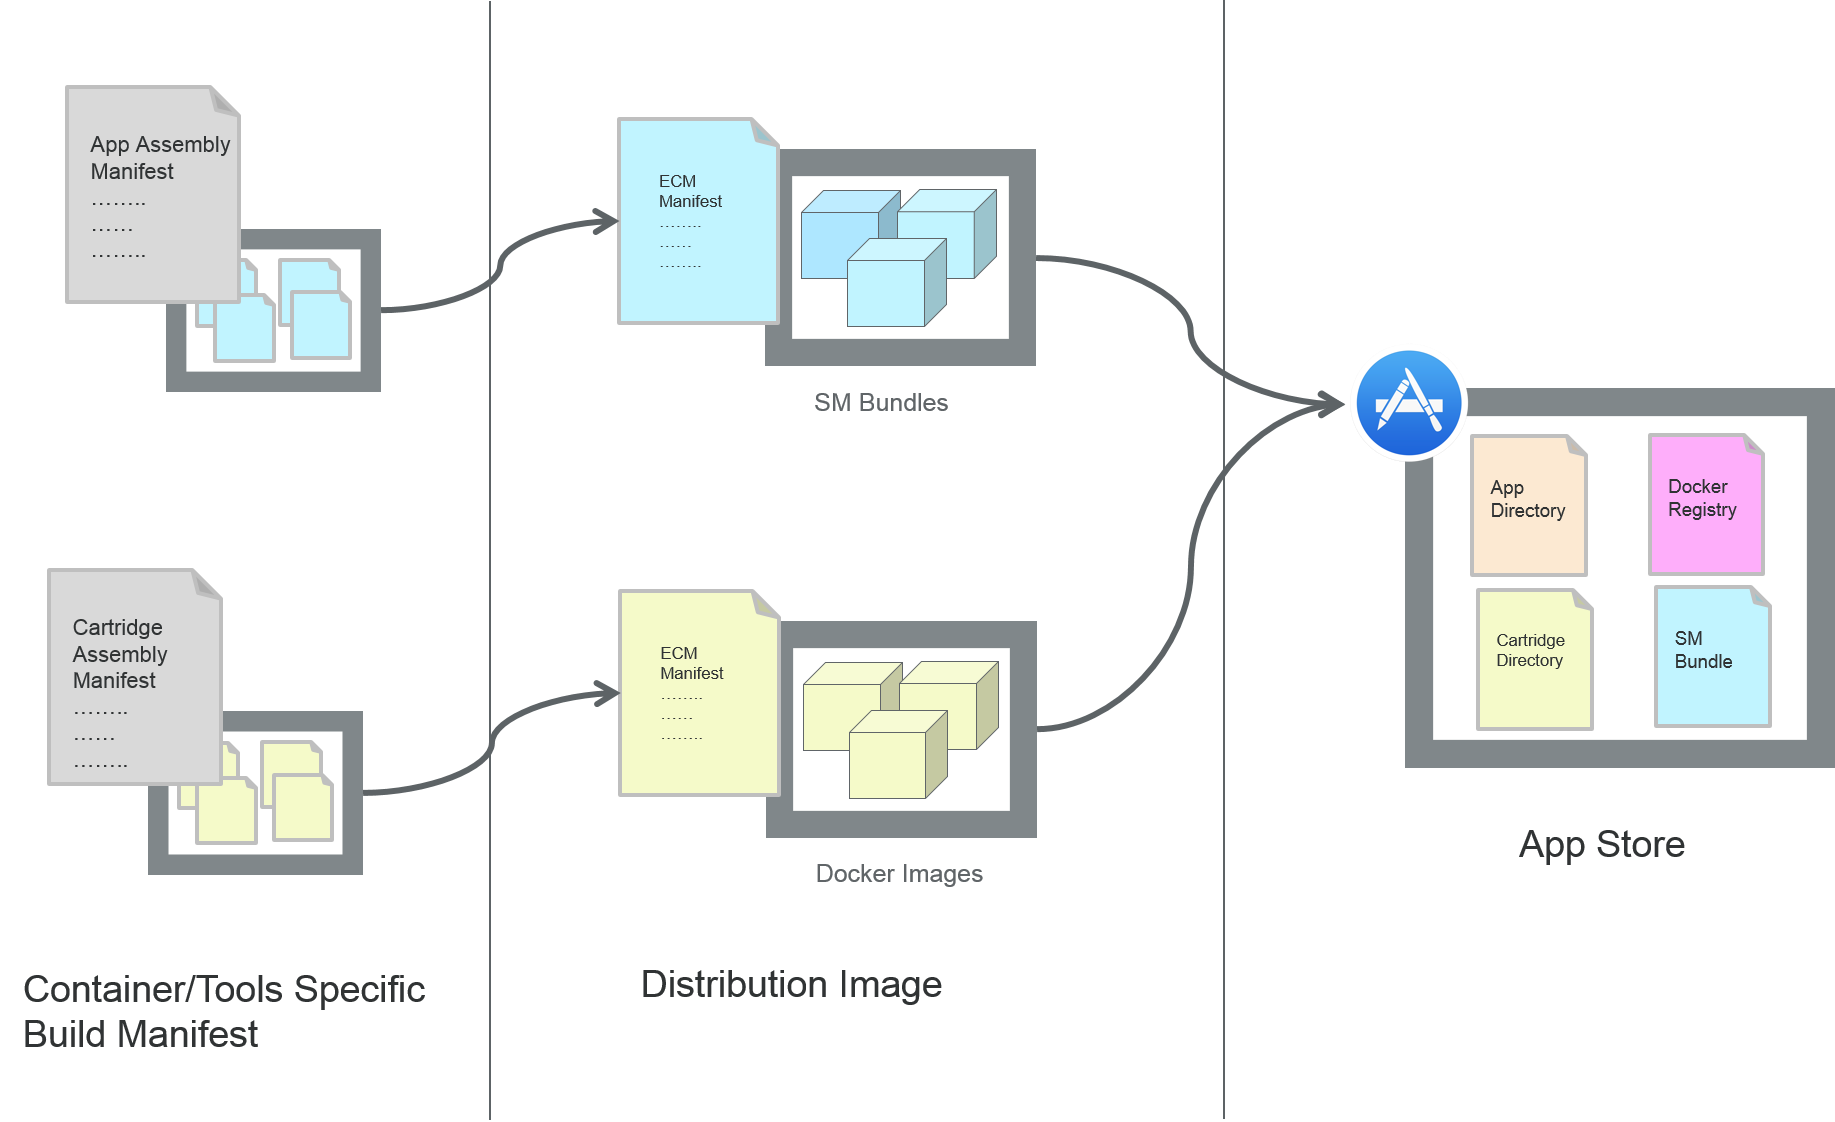 App Assembly
Manifest
........
......
........
ECM
Manifest
........
......
........
SM Bundles
Cartridge
Assembly
Manifest
........
......
........
ECM
Manifest
........
......
........
Docker Images
App
Directory
Docker
Registry
Cartridge
Directory
SM
Bundle
App Store
Container/Tools Specific
Build Manifest
Distribution Image